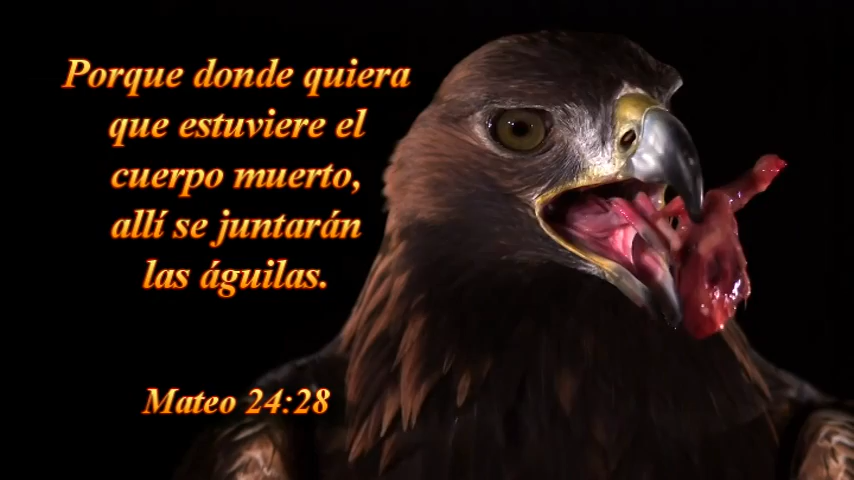 Porque donde quiera
que estuviere el
cuerpo muerto,
allí se juntarán
las águilas.
Mateo 24:28